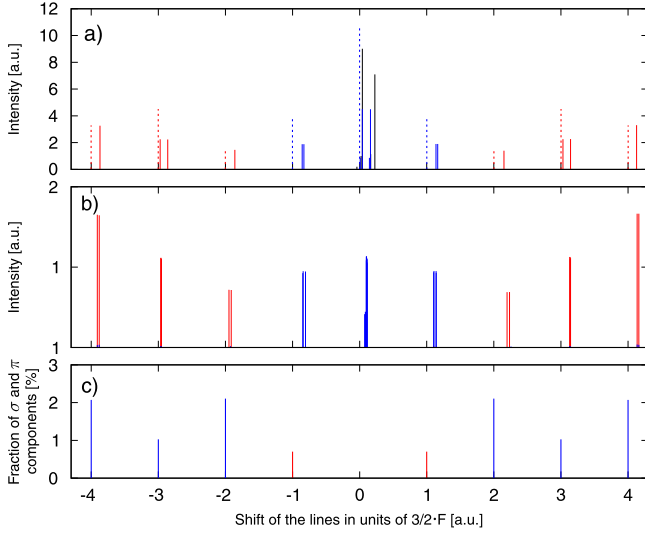 a)
Intensity [a.u.]
12
10
8
6
4
2
0
b)
Intensity [a.u.]
2
1
1
c)
Fraction of σ and π
components [%]
3
2
1
0
-4 -3 -2 -1 0 1 2 3 4
Shift of the lines in units of 3/2·F [a.u.]